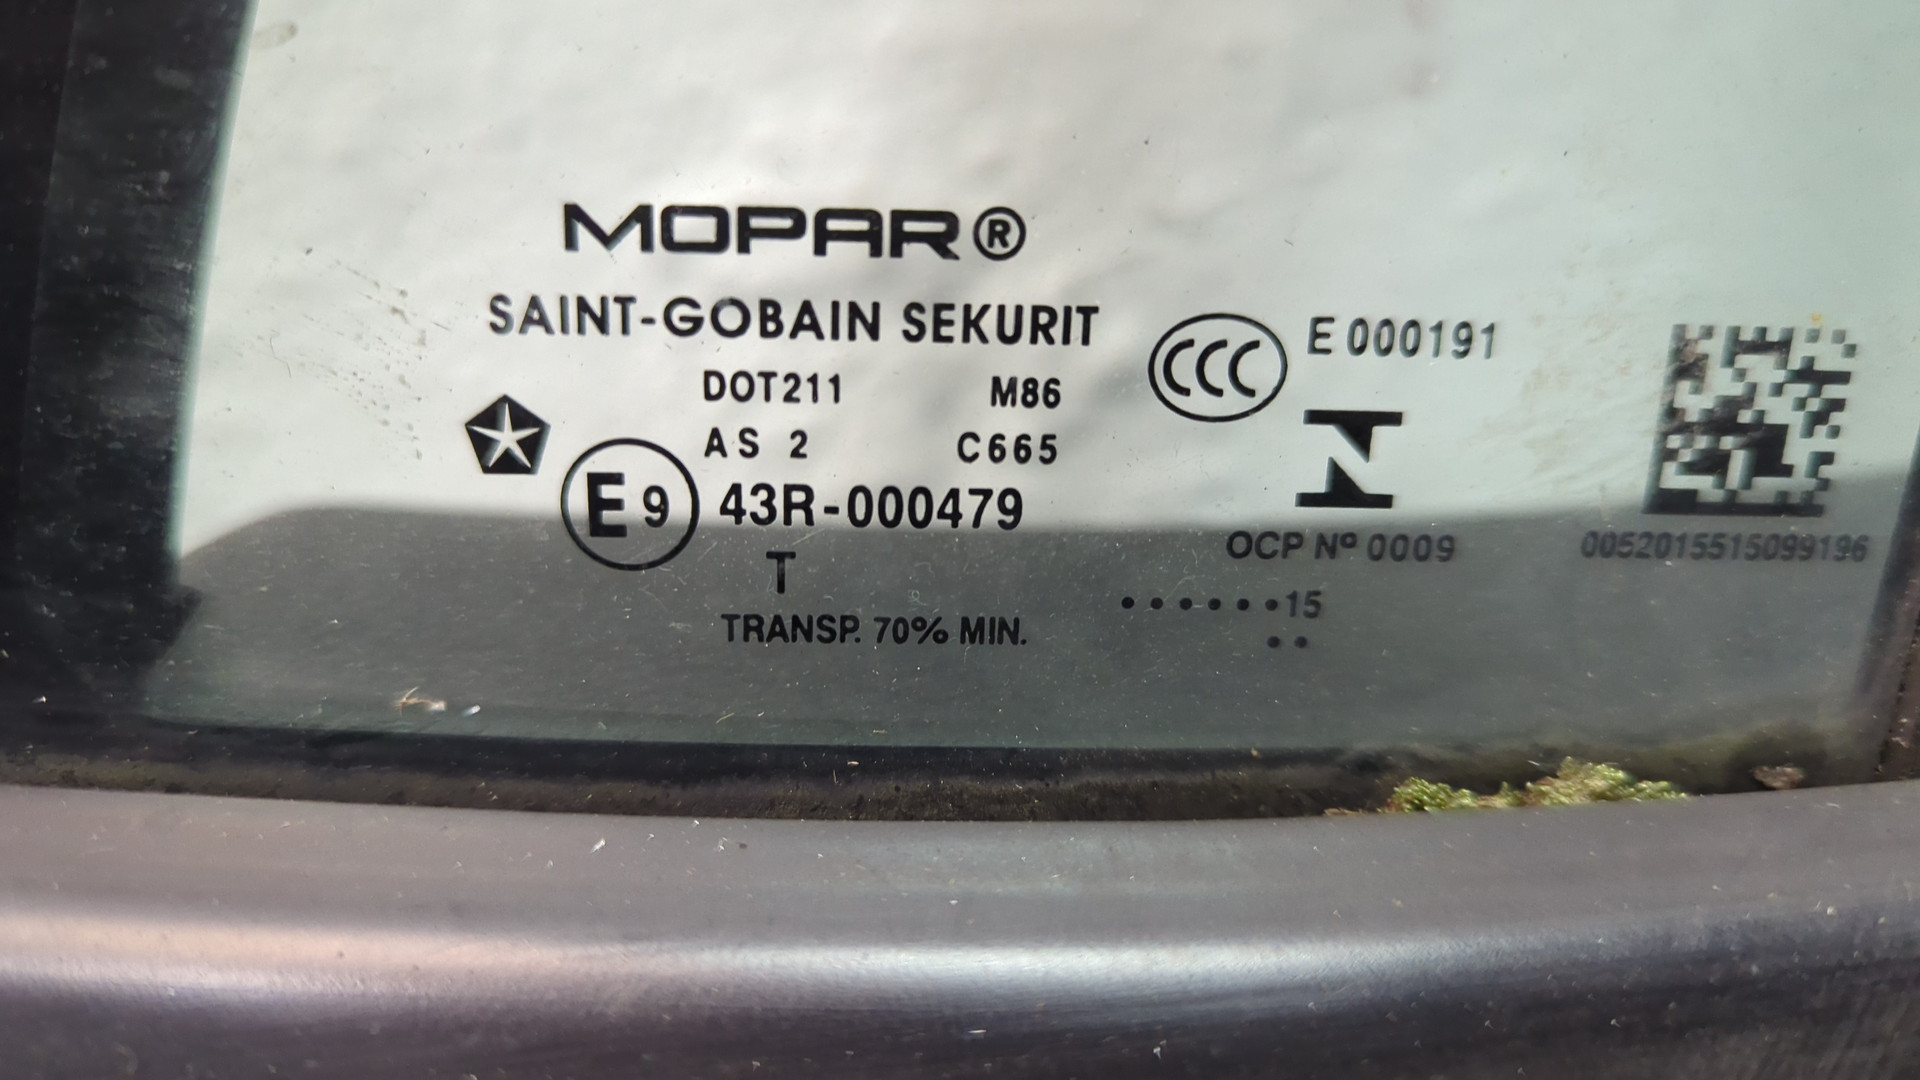 MOPAR®
SAINT-GOBAIN SEKURIT
DOT211 M86
AS 2 C665
E9 43R-000479
T
TRANSP. 70% MIN.
CCC E 000191
N
OCP Nº 0009
•••••••15
••
0052015515099196